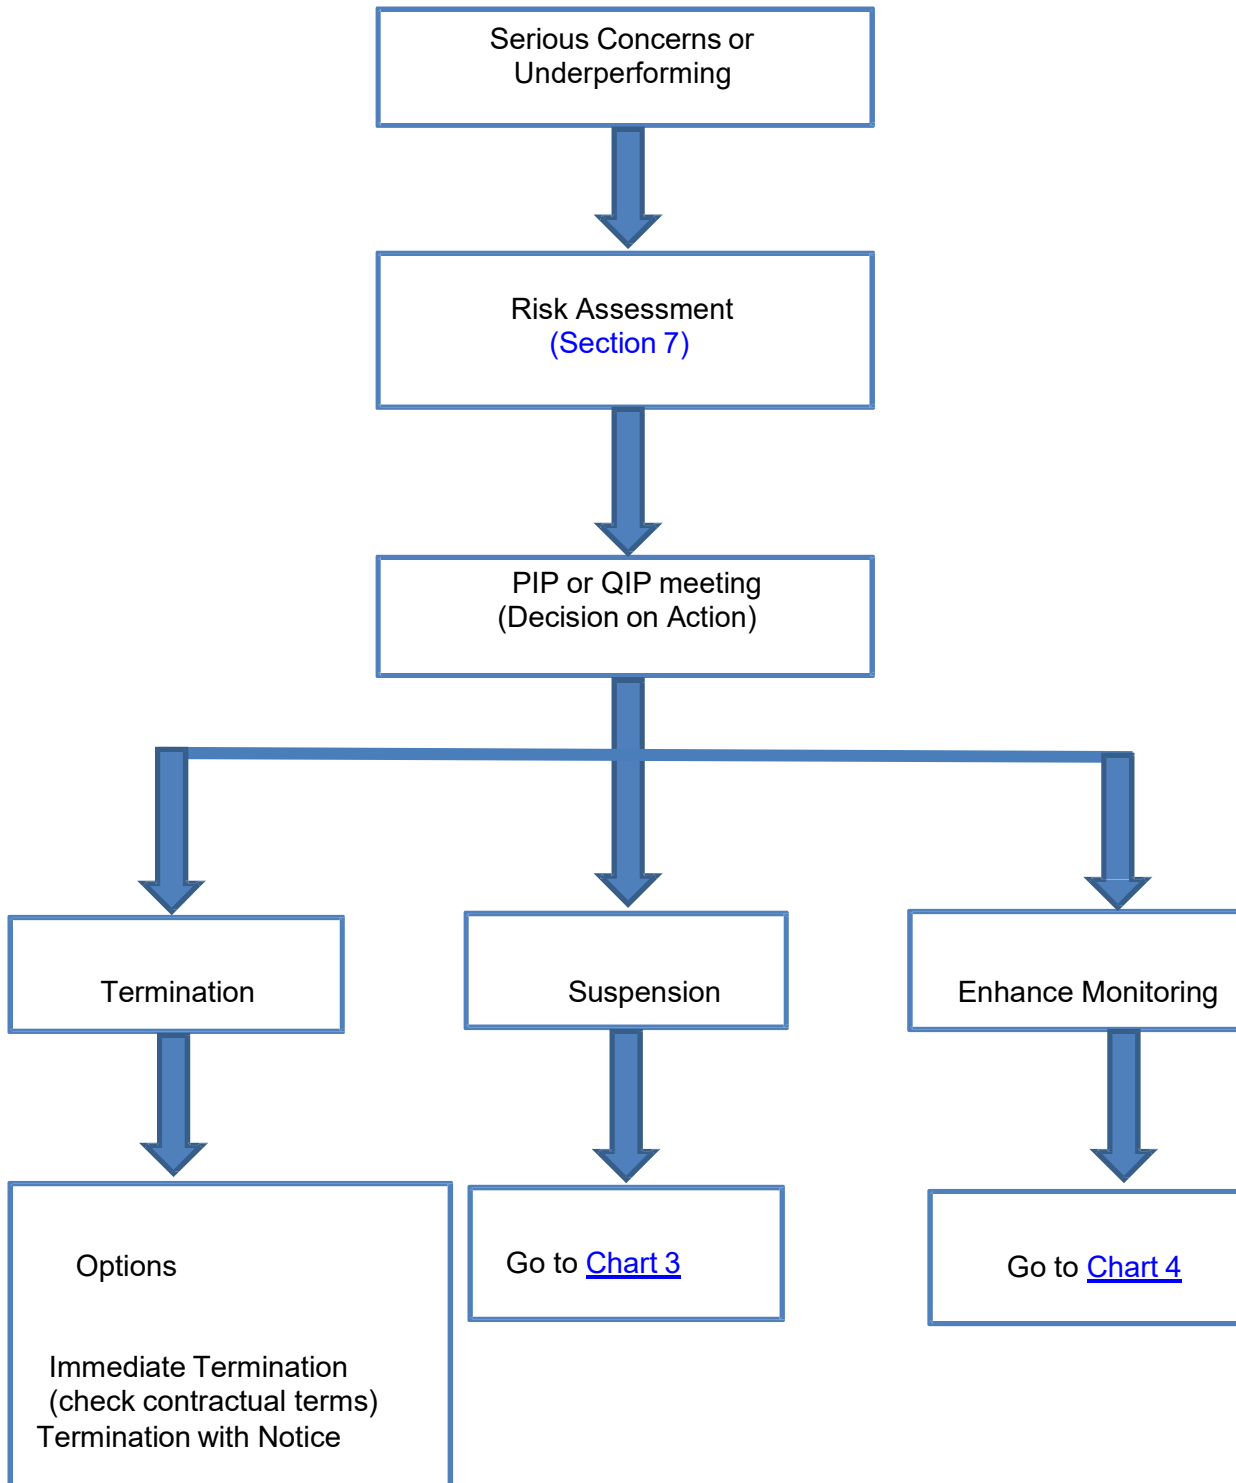 Serious Concerns or
Underperforming
Risk Assessment
(Section 7)
PIP or QIP meeting
(Decision on Action)
Termination
Suspension
Enhance Monitoring
Options
Immediate Termination
(check contractual terms)
Termination with Notice
Go to Chart 3
Go to Chart 4